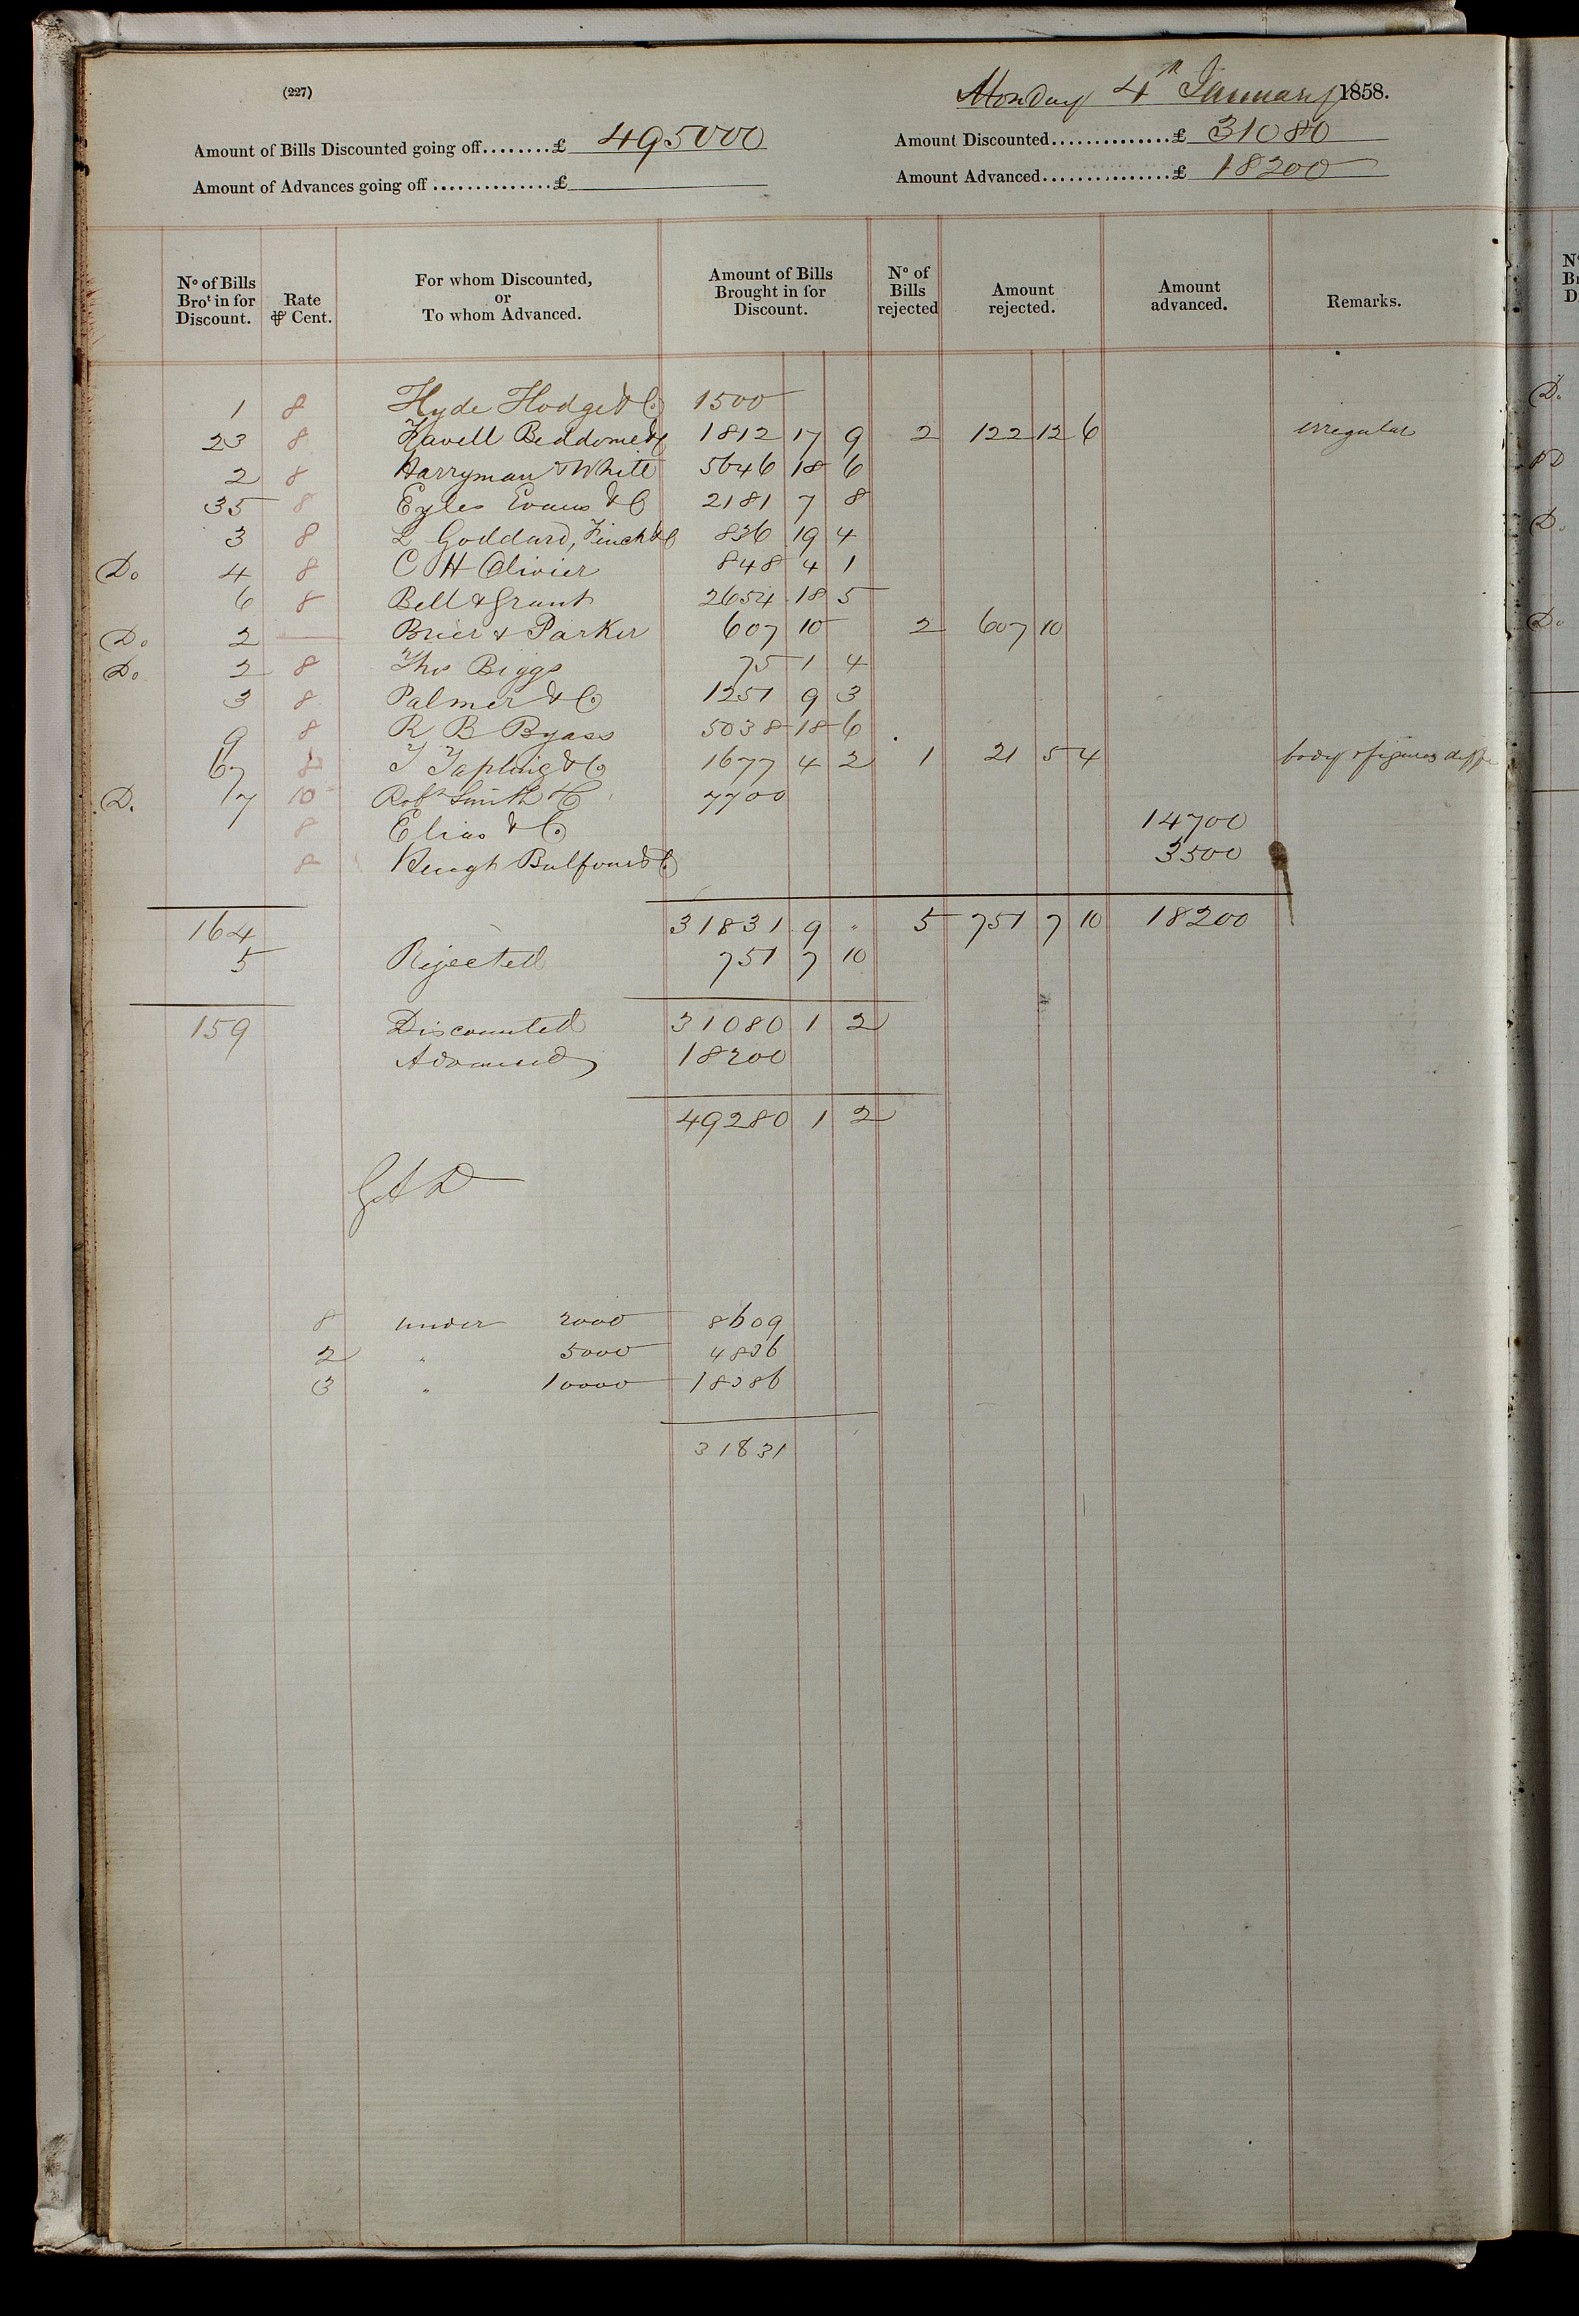 (227)
Monday 4th January 1858.
Amount of Bills Discounted going off........£ 495000
Amount Discounted...............£ 31080
Amount of Advances going off...............£
Amount Advanced................£ 18200
No of Bills Brot in for Discount. Rate ⅌ Cent. For whom Discounted, or To whom Advanced. Amount of Bills Brought in for Discount. No of Bills rejected Amount rejected. Amount advanced. Remarks.
1 8 Hyde Hodge & Co 1500
23 8 Favell Beddome & C 1812 17 9 2 122 12 6 irregular
2 8 Harryman & White 5646 18 6
35 8 Eyles Evans & C 2181 7 8
3 8 L Goddard, Finch & C 836 19 4
Do 4 8 C H Olivier 848 4 1
6 8 Bell & Grant 2654 18 5
Do 2 — Brier & Parker 607 10 2 607 10
Do 2 8 Thos Biggs 75 1 4
3 8 Palmer & Co 1251 9 3
9 8 R B Byass 5038 18 6
67 8 T Tapling & Co 1677 4 2 1 21 5 4 body & figures differ
D. 7 10 Robt Smith & C 7700
8 Elias & Co 14700
8 Hugh Balfour & Co 3500
164 31831 9 " 5 751 7 10 18200
5 Rejected 751 7 10
159 Discounted 31080 1 2
Advanced 18200
49280 1 2
8 under 2000 8609
2 " 5000 4836
3 " 10000 18386
31831